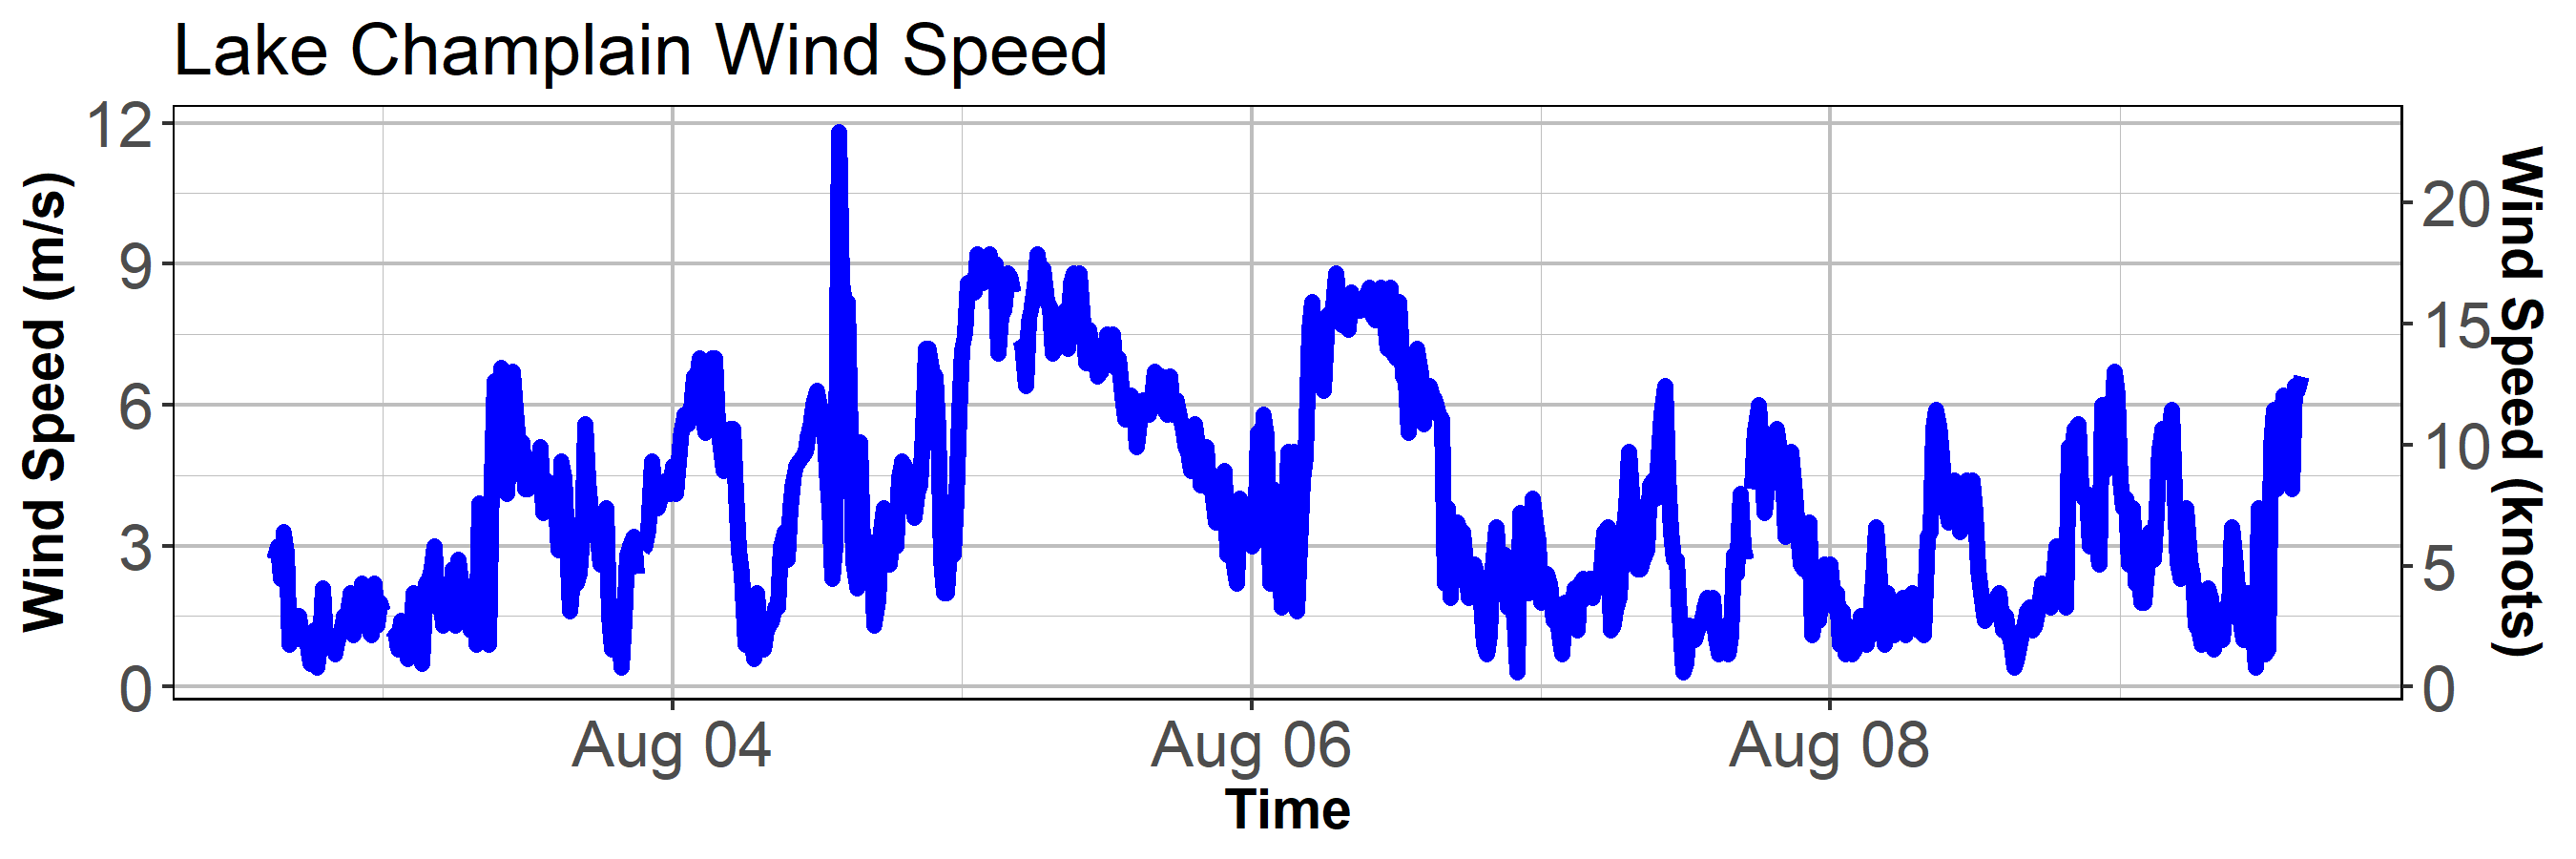 Lake Champlain Wind Speed
Wind Speed (m/s)
12
9
6
3
0
20
15
10
5
0
Wind Speed (knots)
Aug 04
Aug 06
Aug 08
Time